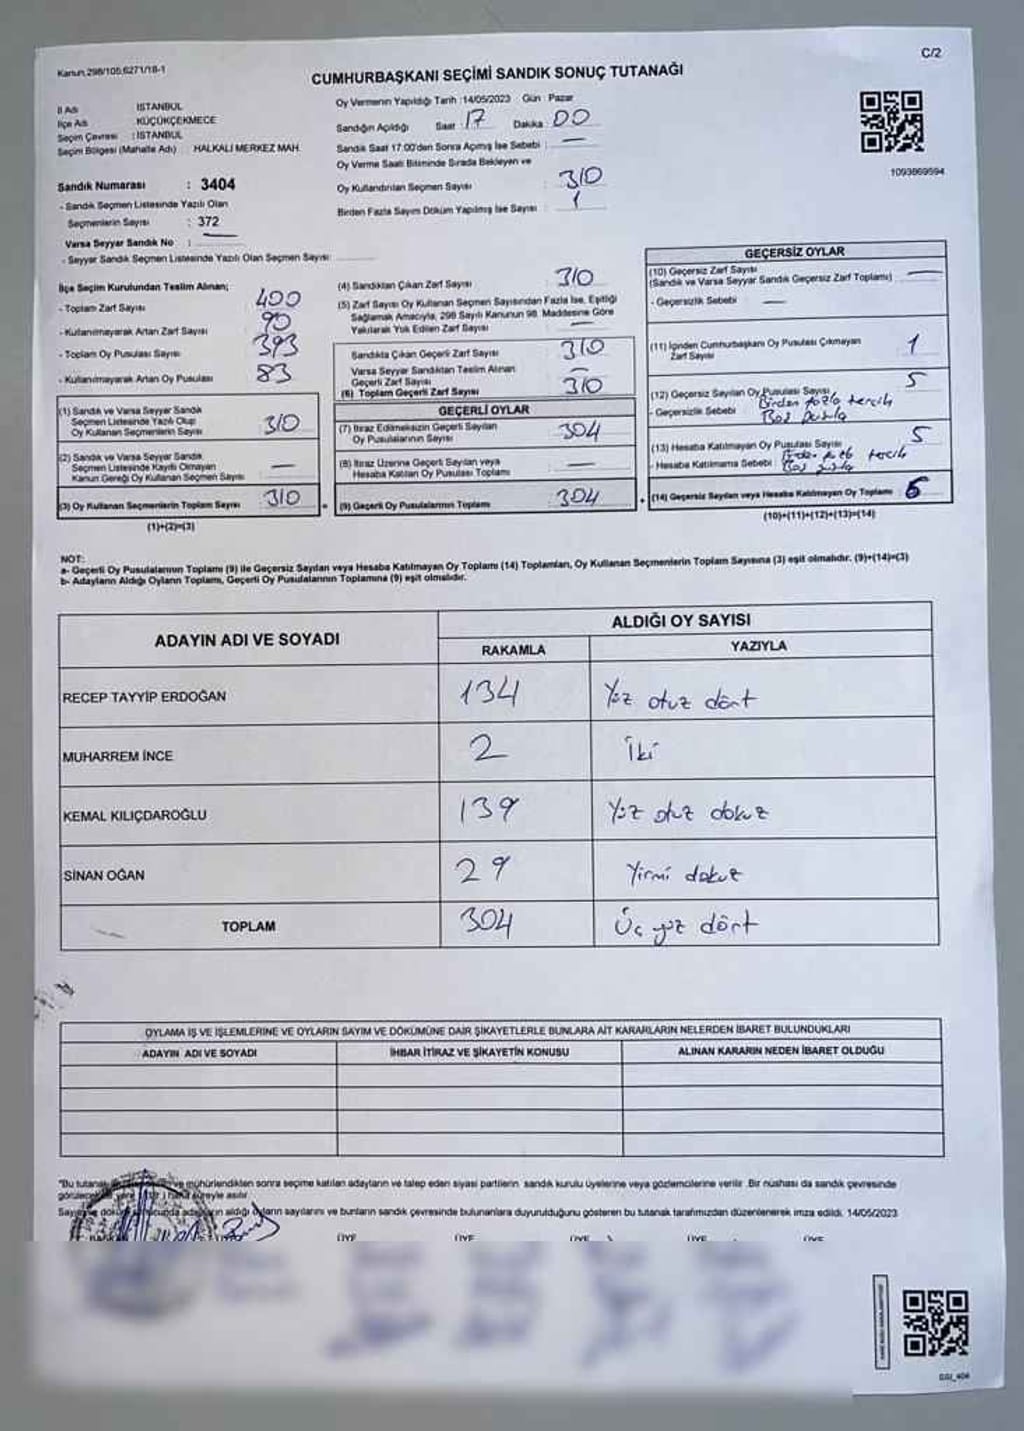 Kanun,298/105,6271/18-1
C/2
CUMHURBAŞKANI SEÇİMİ SANDIK SONUÇ TUTANAĞI
İl Adı : İSTANBUL
İlçe Adı : KÜÇÜKÇEKMECE
Seçim Çevresi : İSTANBUL
Seçim Bölgesi (Mahalle Adı) : HALKALI MERKEZ MAH.
Sandık Numarası : 3404
- Sandık Seçmen Listesinde Yazılı Olan
Seçmenlerin Sayısı : 372
Varsa Seyyar Sandık No :
- Seyyar Sandık Seçmen Listesinde Yazılı Olan Seçmen Sayısı:
Oy Vermenin Yapıldığı Tarih :14/05/2023 Gün : Pazar
Sandığın Açıldığı Saat : 17 Dakika : 00
Sandık Saat 17:00'den Sonra Açılmış İse Sebebi : —
Oy Verme Saati Bitiminde Sırada Bekleyen ve
Oy Kullandırılan Seçmen Sayısı : 310
Birden Fazla Sayım Döküm Yapılmış İse Sayısı : 1
1093869594
İlçe Seçim Kurulundan Teslim Alınan;
- Toplam Zarf Sayısı 400
- Kullanılmayarak Artan Zarf Sayısı 90
- Toplam Oy Pusulası Sayısı 393
- Kullanılmayarak Artan Oy Pusulası 83
(1) Sandık ve Varsa Seyyar Sandık
Seçmen Listesinde Yazılı Olup
Oy Kullanan Seçmenlerin Sayısı 310
(2) Sandık ve Varsa Seyyar Sandık
Seçmen Listesinde Kayıtlı Olmayan
Kanun Gereği Oy Kullanan Seçmen Sayısı —
(3) Oy Kullanan Seçmenlerin Toplam Sayısı 310
(1)+(2)=(3)
(4) Sandıktan Çıkan Zarf Sayısı 310
(5) Zarf Sayısı Oy Kullanan Seçmen Sayısından Fazla İse, Eşitliği
Sağlamak Amacıyla, 298 Sayılı Kanunun 98. Maddesine Göre
Yakılarak Yok Edilen Zarf Sayısı —
Sandıkta Çıkan Geçerli Zarf Sayısı 310
Varsa Seyyar Sandıktan Teslim Alınan
Geçerli Zarf Sayısı —
(6) Toplam Geçerli Zarf Sayısı 310
GEÇERLİ OYLAR
(7) İtiraz Edilmeksizin Geçerli Sayılan
Oy Pusulalarının Sayısı 304
(8) İtiraz Üzerine Geçerli Sayılan veya
Hesaba Katılan Oy Pusulası Toplamı —
(9) Geçerli Oy Pusulalarının Toplamı 304
GEÇERSİZ OYLAR
(10) Geçersiz Zarf Sayısı
(Sandık ve Varsa Seyyar Sandık Geçersiz Zarf Toplamı) —
- Geçersizlik Sebebi —
(11) İçinden Cumhurbaşkanı Oy Pusulası Çıkmayan
Zarf Sayısı 1
(12) Geçersiz Sayılan Oy Pusulası Sayısı 5
- Geçersizlik Sebebi Birden fazla tercih
Boş pusula
(13) Hesaba Katılmayan Oy Pusulası Sayısı 5
- Hesaba Katılmama Sebebi tercih
(14) Geçersiz Sayılan veya Hesaba Katılmayan Oy Toplamı 6
(10)+(11)+(12)+(13)=(14)
NOT:
a- Geçerli Oy Pusulalarının Toplamı (9) ile Geçersiz Sayılan veya Hesaba Katılmayan Oy Toplamı (14) Toplamları, Oy Kullanan Seçmenlerin Toplam Sayısına (3) eşit olmalıdır. (9)+(14)=(3)
b- Adayların Aldığı Oyların Toplamı, Geçerli Oy Pusulalarının Toplamına (9) eşit olmalıdır.
ADAYIN ADI VE SOYADI
ALDIĞI OY SAYISI
RAKAMLA YAZIYLA
RECEP TAYYİP ERDOĞAN 134 Yüz otuz dört
MUHARREM İNCE 2 İki
KEMAL KILIÇDAROĞLU 139 Yüz otuz dokuz
SİNAN OĞAN 29 Yirmi dokuz
TOPLAM 304 Üç yüz dört
OYLAMA İŞ VE İŞLEMLERİNE VE OYLARIN SAYIM VE DÖKÜMÜNE DAİR ŞİKAYETLERLE BUNLARA AİT KARARLARIN NELERDEN İBARET BULUNDUKLARI
ADAYIN ADI VE SOYADI İHBAR İTİRAZ VE ŞİKAYETİN KONUSU ALINAN KARARIN NEDEN İBARET OLDUĞU
"Bu tutanak ve mühürlendikten sonra seçime katılan adayların ve talep eden siyasi partilerin, sandık kurulu üyelerine veya gözlemcilerine verilir .Bir nüshası da sandık çevresinde
görülecek yere hafta süreyle asılır.
Sayım ve döküm sonucunda adayların aldığı oyların sayılarını ve bunların sandık çevresinde bulunanlara duyurulduğunu gösteren bu tutanak tarafımızdan düzenlenerek imza edildi. 14/05/2023
ÜYE ÜYE ÜYE ÜYE ÜYE